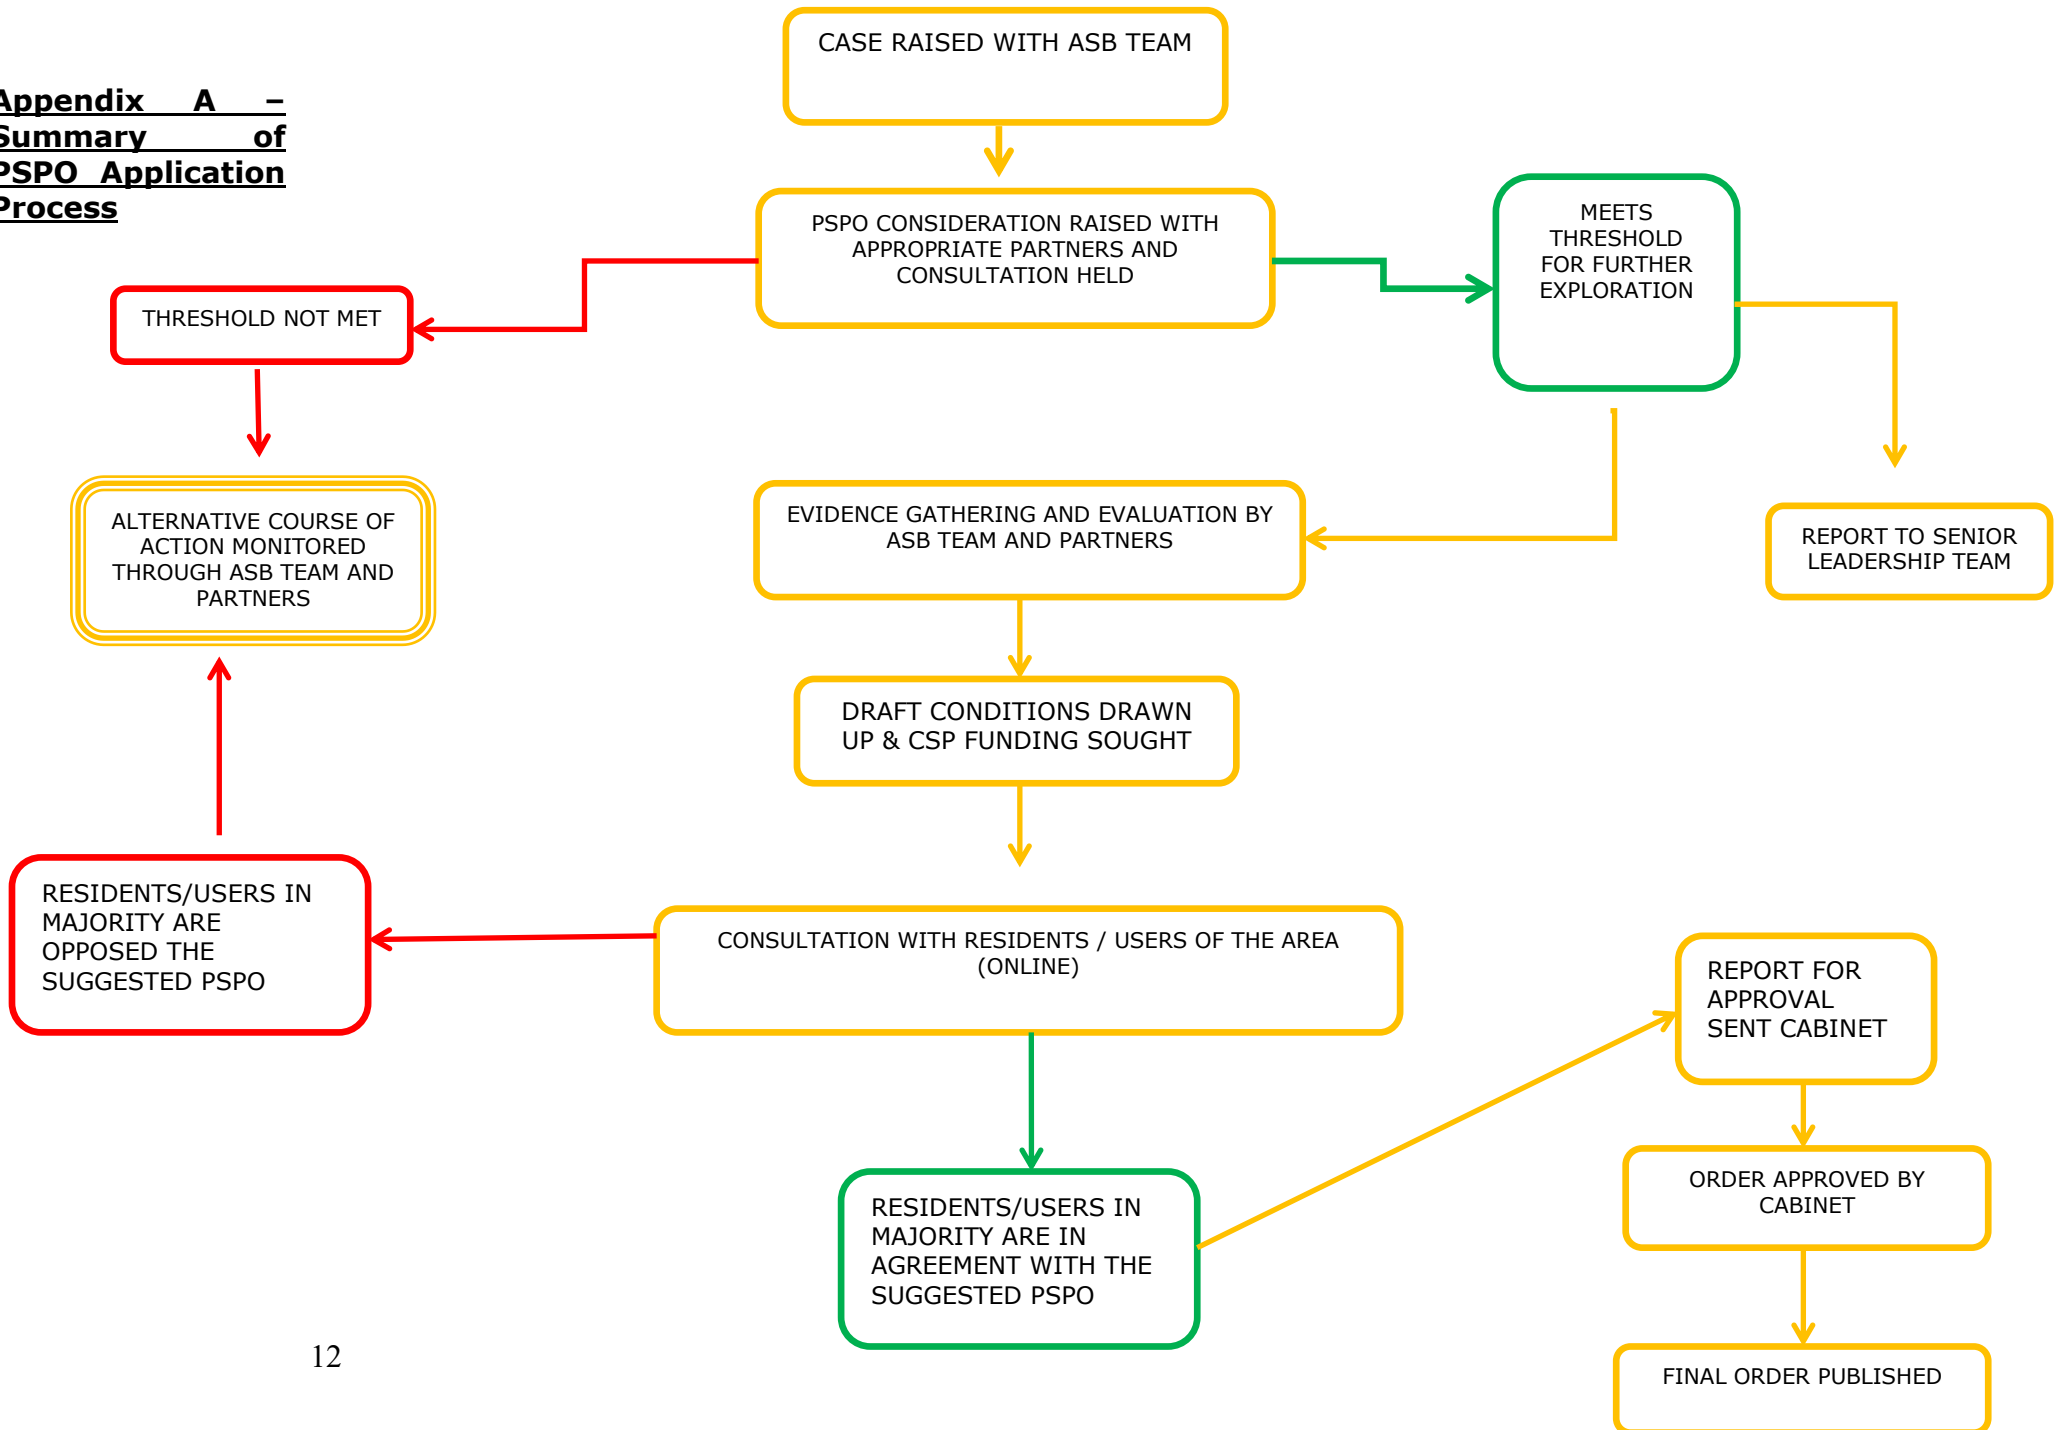 CASE RAISED WITH ASB TEAM
Appendix A –
Summary of
PSPO Application
Process
PSPO CONSIDERATION RAISED WITH
APPROPRIATE PARTNERS AND
CONSULTATION HELD
MEETS
THRESHOLD
FOR FURTHER
EXPLORATION
THRESHOLD NOT MET
ALTERNATIVE COURSE OF
ACTION MONITORED
THROUGH ASB TEAM AND
PARTNERS
EVIDENCE GATHERING AND EVALUATION BY
ASB TEAM AND PARTNERS
REPORT TO SENIOR
LEADERSHIP TEAM
DRAFT CONDITIONS DRAWN
UP & CSP FUNDING SOUGHT
RESIDENTS/USERS IN
MAJORITY ARE
OPPOSED THE
SUGGESTED PSPO
CONSULTATION WITH RESIDENTS / USERS OF THE AREA
(ONLINE)
REPORT FOR
APPROVAL
SENT CABINET
RESIDENTS/USERS IN
MAJORITY ARE IN
AGREEMENT WITH THE
SUGGESTED PSPO
ORDER APPROVED BY
CABINET
FINAL ORDER PUBLISHED
12